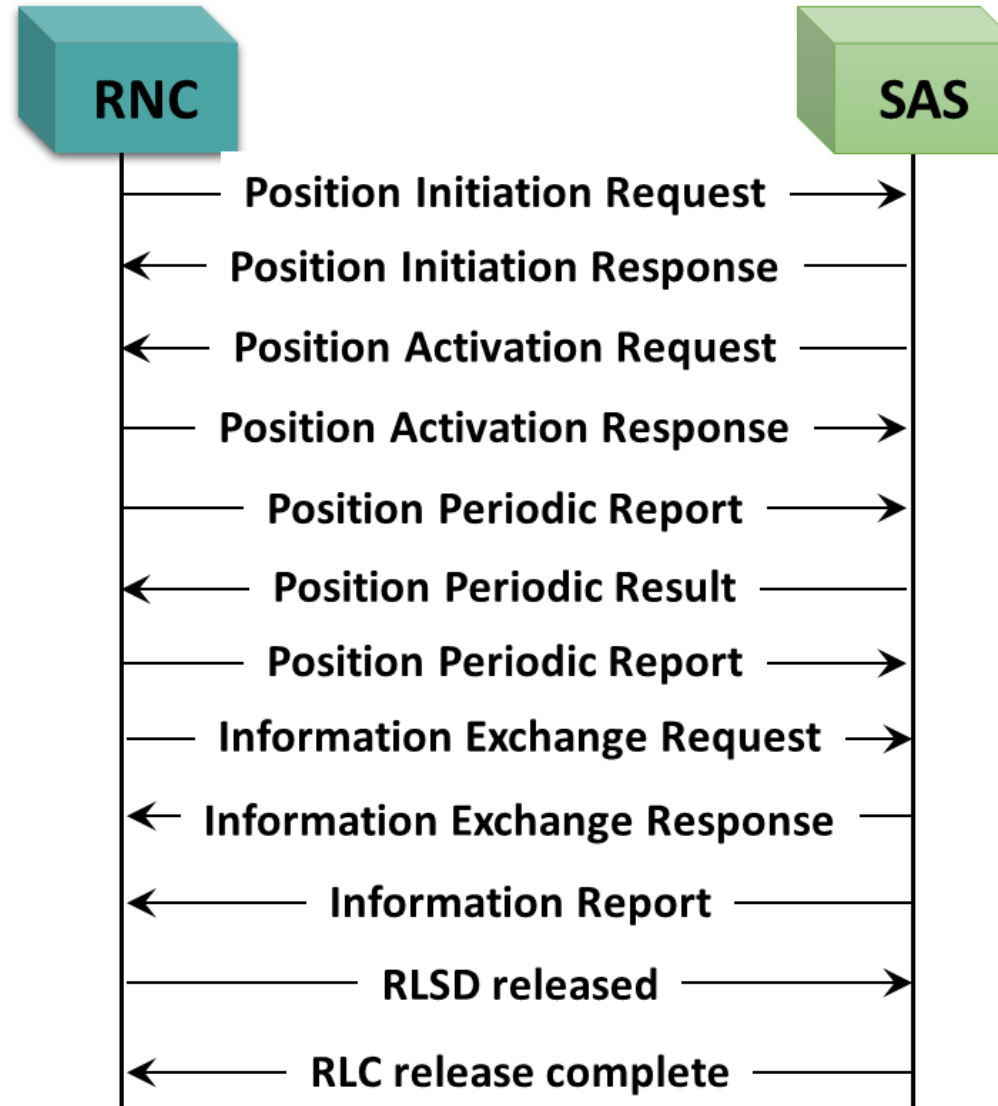 RNC
SAS
Position Initiation Request
Position Initiation Response
Position Activation Request
Position Activation Response
Position Periodic Report
Position Periodic Result
Position Periodic Report
Information Exchange Request
Information Exchange Response
Information Report
RLSD released
RLC release complete